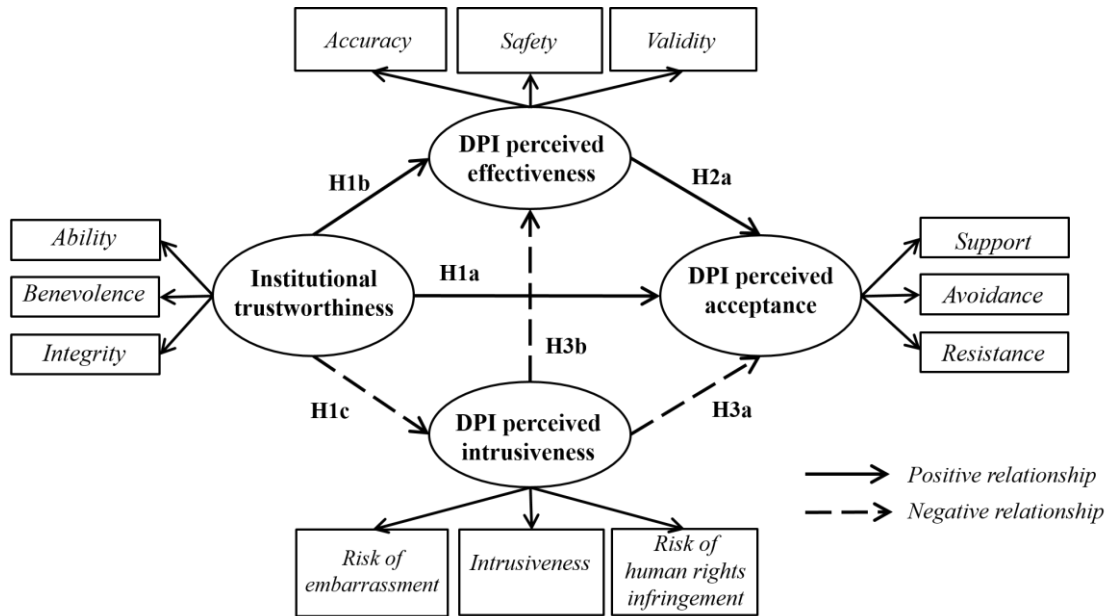 Accuracy
Safety
Validity
DPI perceived
effectiveness
H1b
H2a
Ability
Benevolence
Integrity
Institutional
trustworthiness
H1a
DPI perceived
acceptance
Support
Avoidance
Resistance
H3b
H1c
H3a
DPI perceived
intrusiveness
Positive relationship
Negative relationship
Risk of
embarrassment
Intrusiveness
Risk of
human rights
infringement